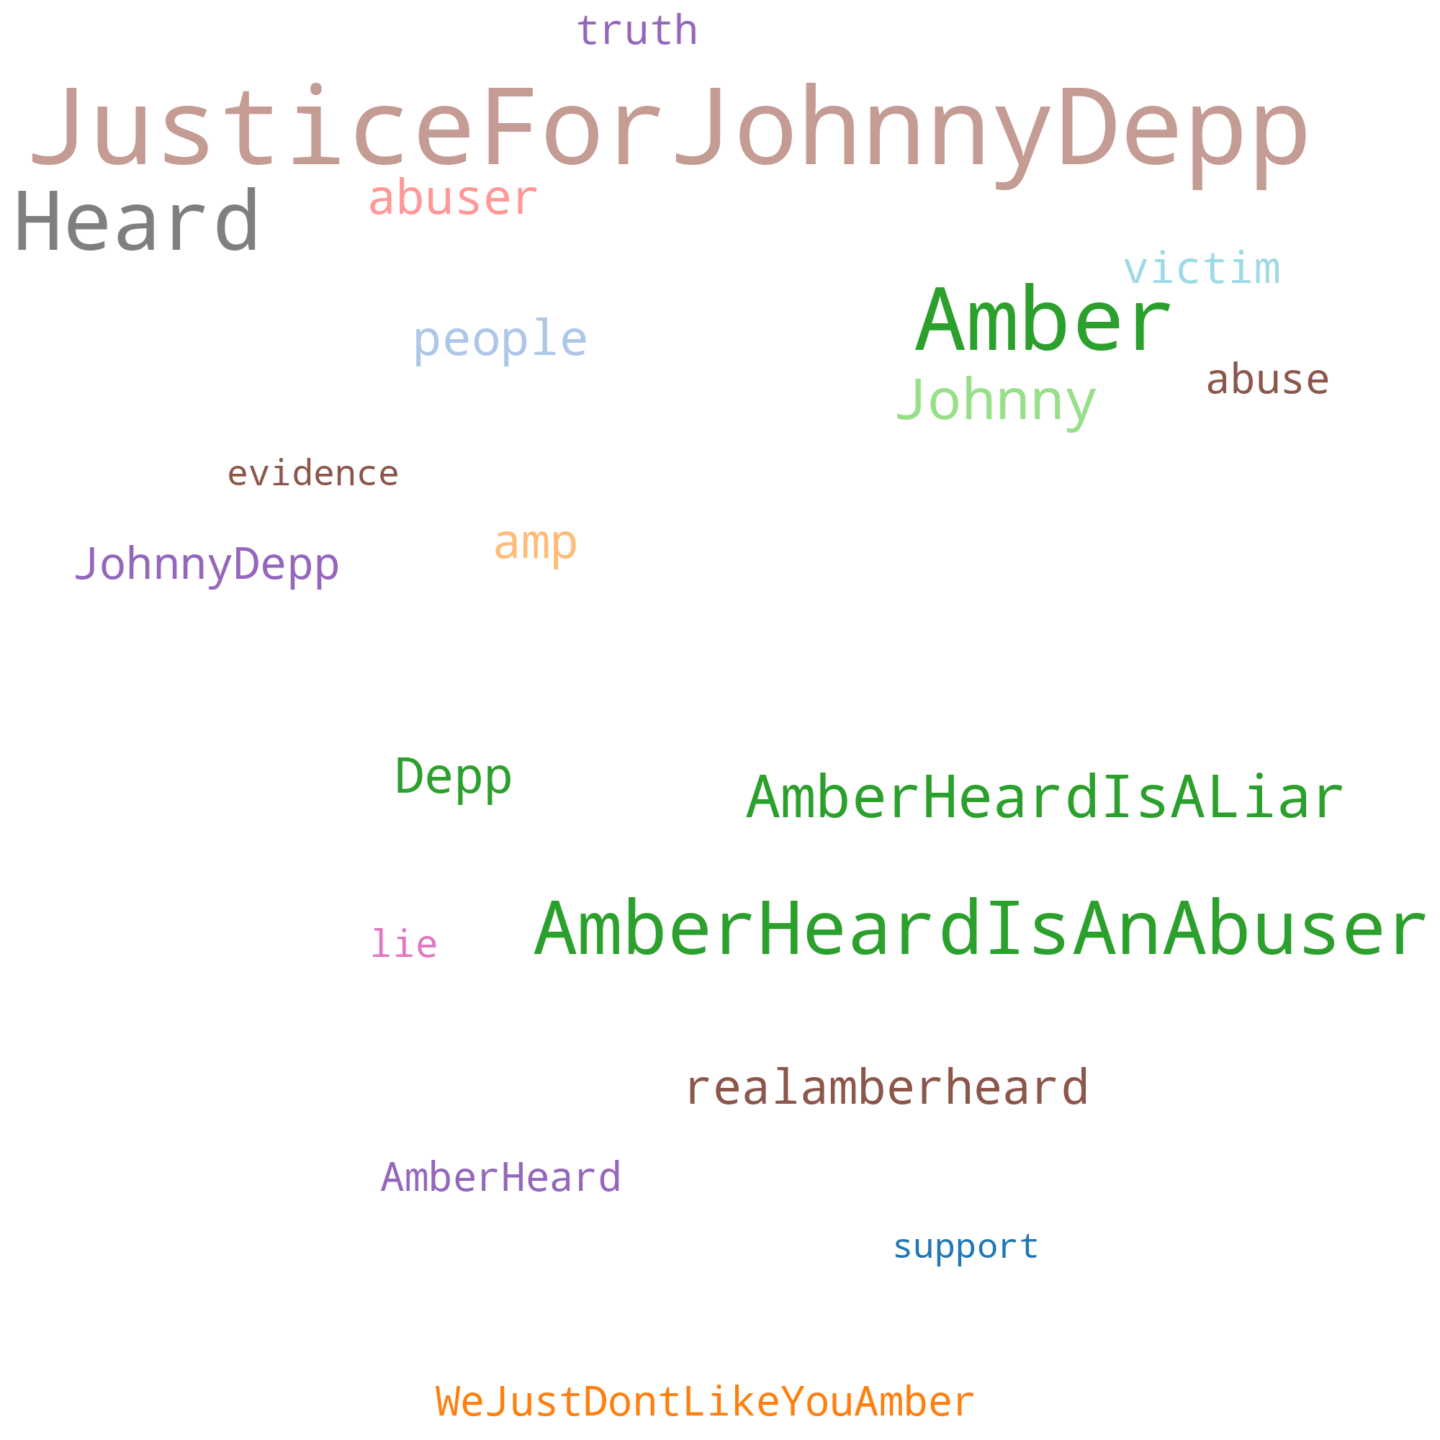 truth
JusticeForJohnnyDepp
Heard
abuser
victim
people
Amber
Johnny
abuse
evidence
JohnnyDepp
amp
Depp
AmberHeardIsALiar
AmberHeardIsAnAbuser
lie
realamberheard
AmberHeard
support
WeJustDontLikeYouAmber